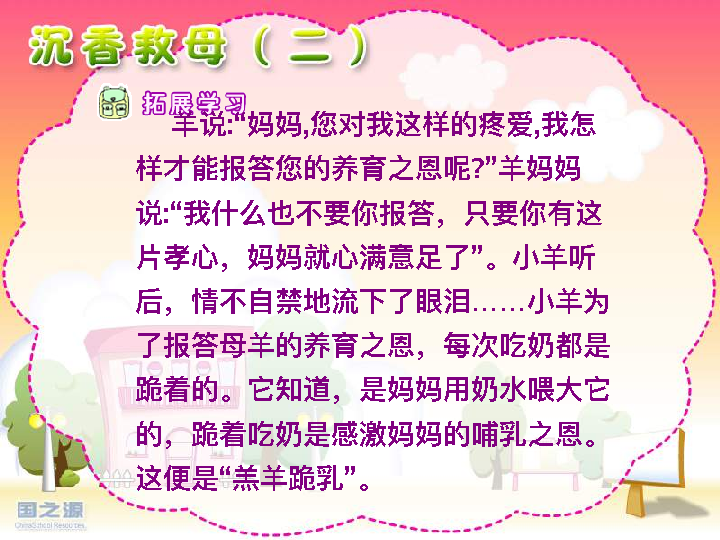 沉香救母（二）
拓展学习
羊说:“妈妈,您对我这样的疼爱,我怎
样才能报答您的养育之恩呢?”羊妈妈
说:“我什么也不要你报答，只要你有这
片孝心，妈妈就心满意足了”。小羊听
后，情不自禁地流下了眼泪……小羊为
了报答母羊的养育之恩，每次吃奶都是
跪着的。它知道，是妈妈用奶水喂大它
的，跪着吃奶是感激妈妈的哺乳之恩。
这便是“羔羊跪乳”。
国之源
ChinaSchool Resources